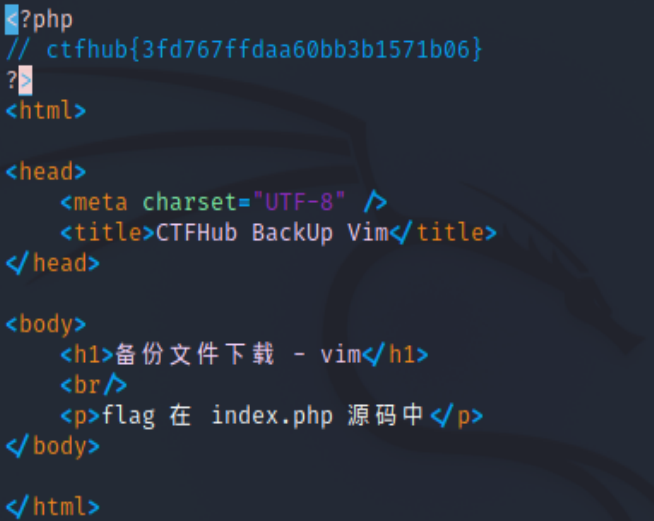 <?php
// ctfhub{3fd767ffdaa60bb3b1571b06}
?>
<html>
<head>
<meta charset="UTF-8" />
<title>CTFHub BackUp Vim</title>
</head>
<body>
<h1>备份文件下载 - vim</h1>
<br/>
<p>flag 在 index.php 源码中</p>
</body>
</html>